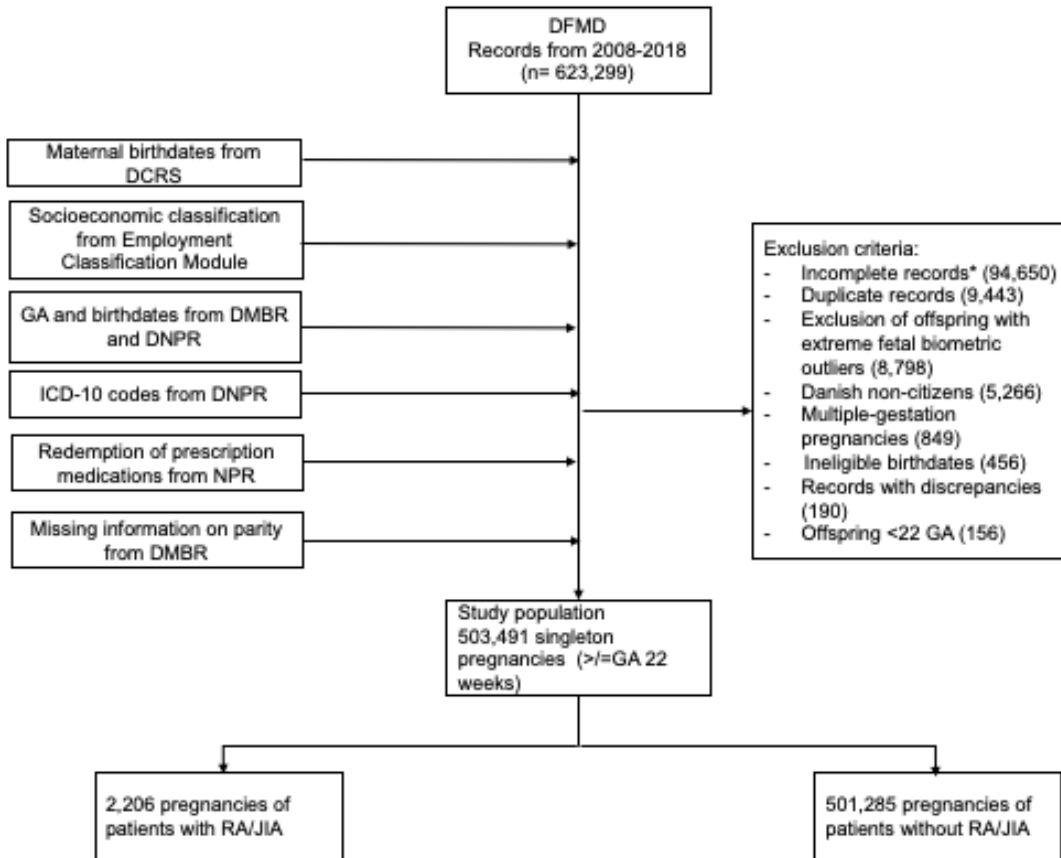 DFMD
Records from 2008-2018
(n= 623,299)
Maternal birthdates from
DCRS
Socioeconomic classification
from Employment
Classification Module
GA and birthdates from DMBR
and DNPR
ICD-10 codes from DNPR
Redemption of prescription
medications from NPR
Missing information on parity
from DMBR
Exclusion criteria:
- Incomplete records* (94,650)
- Duplicate records (9,443)
- Exclusion of offspring with
extreme fetal biometric
outliers (8,798)
- Danish non-citizens (5,266)
- Multiple-gestation
pregnancies (849)
- Ineligible birthdates (456)
- Records with discrepancies
(190)
- Offspring <22 GA (156)
Study population
503,491 singleton
pregnancies (>/=GA 22
weeks)
2,206 pregnancies of
patients with RA/JIA
501,285 pregnancies of
patients without RA/JIA